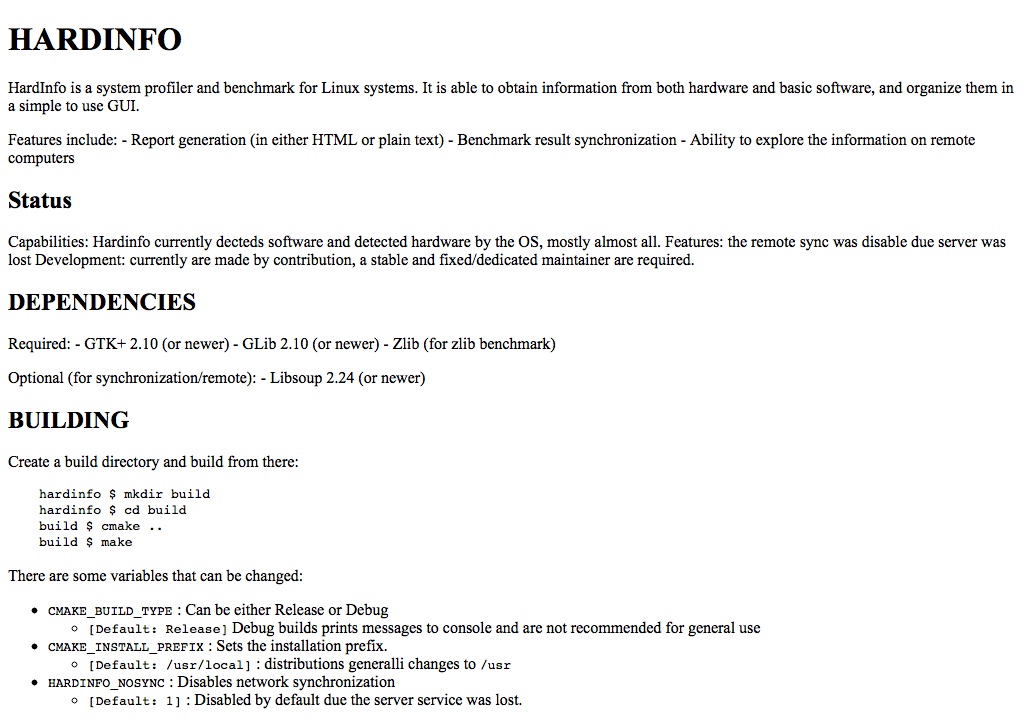 HARDINFO
HardInfo is a system profiler and benchmark for Linux systems. It is able to obtain information from both hardware and basic software, and organize them in
a simple to use GUI.
Features include: - Report generation (in either HTML or plain text) - Benchmark result synchronization - Ability to explore the information on remote
computers
Status
Capabilities: Hardinfo currently decteds software and detected hardware by the OS, mostly almost all. Features: the remote sync was disable due server was
lost Development: currently are made by contribution, a stable and fixed/dedicated maintainer are required.
DEPENDENCIES
Required: - GTK+ 2.10 (or newer) - GLib 2.10 (or newer) - Zlib (for zlib benchmark)
Optional (for synchronization/remote): - Libsoup 2.24 (or newer)
BUILDING
Create a build directory and build from there:
hardinfo $ mkdir build
hardinfo $ cd build
build $ cmake ..
build $ make
There are some variables that can be changed:
• CMAKE_BUILD_TYPE : Can be either Release or Debug
◦ [Default: Release] Debug builds prints messages to console and are not recommended for general use
• CMAKE_INSTALL_PREFIX : Sets the installation prefix.
◦ [Default: /usr/local] : distributions generalli changes to /usr
• HARDINFO_NOSYNC : Disables network synchronization
◦ [Default: 1] : Disabled by default due the server service was lost.